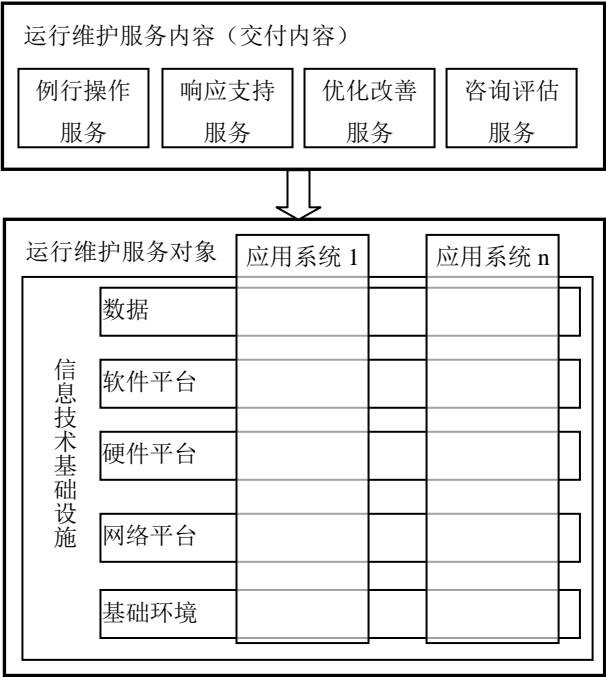 运行维护服务内容（交付内容）
例行操作
服务
响应支持
服务
优化改善
服务
咨询评估
服务
运行维护服务对象
应用系统 1
应用系统 n
信息技术基础设施
数据
软件平台
硬件平台
网络平台
基础环境